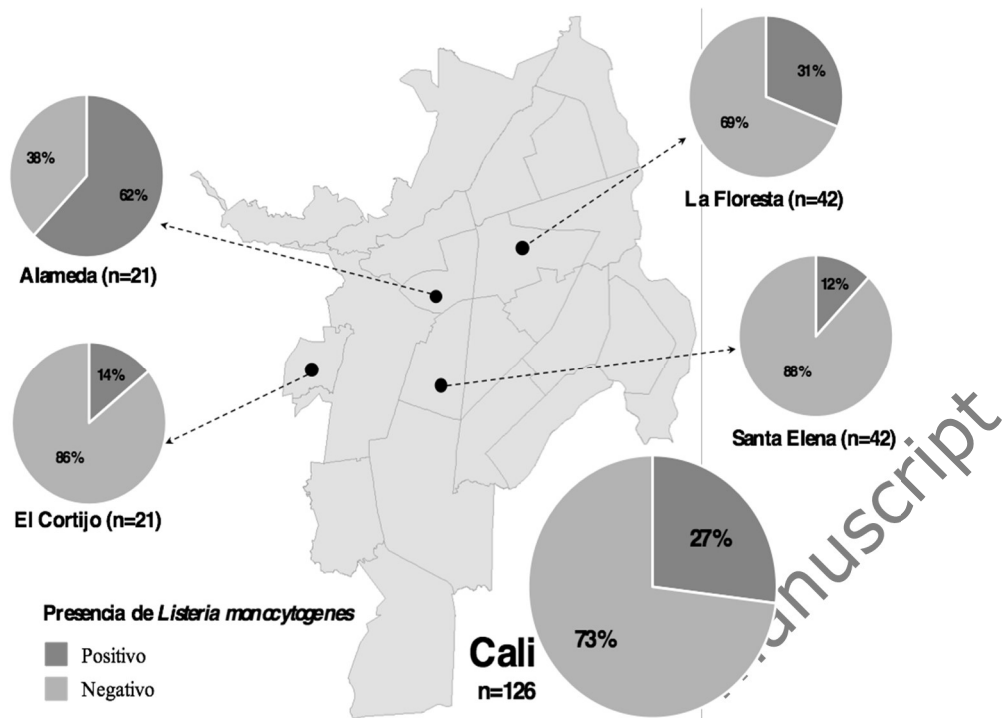 31%
69%
La Floresta (n=42)
38%
62%
Alameda (n=21)
12%
88%
Santa Elena (n=42)
14%
86%
El Cortijo (n=21)
27%
73%
Cali
n=126
Presencia de Listeria monocytogenes
Positivo
Negativo
anuscript